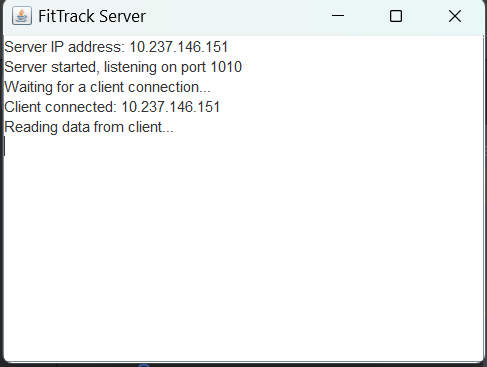 FitTrack Server
Server IP address: 10.237.146.151
Server started, listening on port 1010
Waiting for a client connection...
Client connected: 10.237.146.151
Reading data from client...